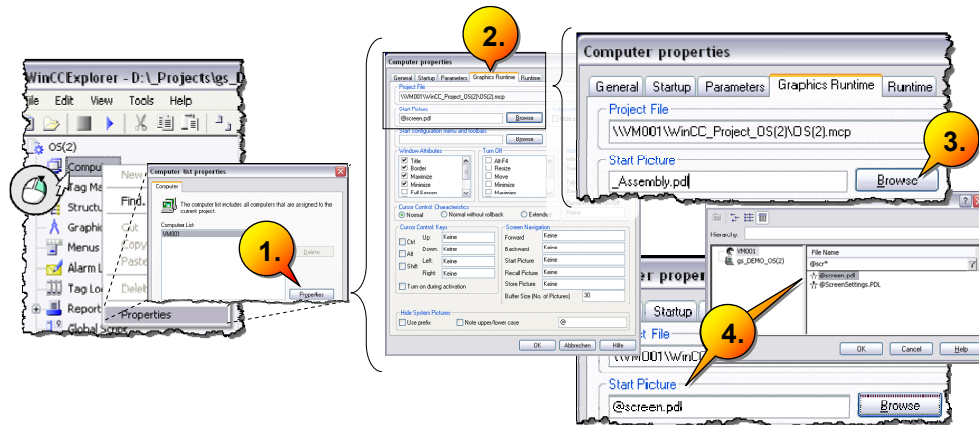 WinCCExplorer - D:\_Projects\gs_D
File Edit View Tools Help
OS(2)
Compu
Tag Ma
Structu
Graphic
Menus
Alarm L
Tag Lo
Report
Global Script
New
Find.
Cut
Copy
Paste
Delet
Properties
Computer list properties
Computer
The computer list includes all computers that are assigned to the
current project.
Computer List:
VM001
Delete
Properties
1.
2.
Computer properties
General Startup Parameters Graphics Runtime Runtime
Project File
\\VM001\WinCC_Project_OS(2)\OS(2).mcp
Start Picture
@screen.pdl Browse
Start configuration menu and toolbars
Browse
Window Attributes
Title
Border
Maximize
Minimize
Full Screen
Turn Off
Alt-F4
Resize
Move
Minimize
Maximize
Cursor Control: Characteristics
Normal Normal without rollback Extended
Cursor Control: Keys
Ctrl
Alt
Shift
Up: Keine
Down: Keine
Left: Keine
Right: Keine
Turn on during activation
Screen Navigation
Forward Keine
Backward Keine
Start Picture Keine
Recall Picture Keine
Store Picture Keine
Buffer Size (No. of Pictures) 30
Hide System Pictures
Use prefix Note upper/lower case @
OK Abbrechen Hilfe
Computer properties
General Startup Parameters Graphics Runtime Runtime
Project File
\\VM001\WinCC_Project_OS(2)\OS(2).mcp
3.
Start Picture
_Assembly.pdl Browse
Hierarchy:
VM001
gs_DEMO_OS(2)
File Name
@scr*
@screen.pdl
@ScreenSettings.PDL
OK Cancel Help
er proper
Startup
t File
\\VM001\WinC
4.
Start Picture
@screen.pdl Browse